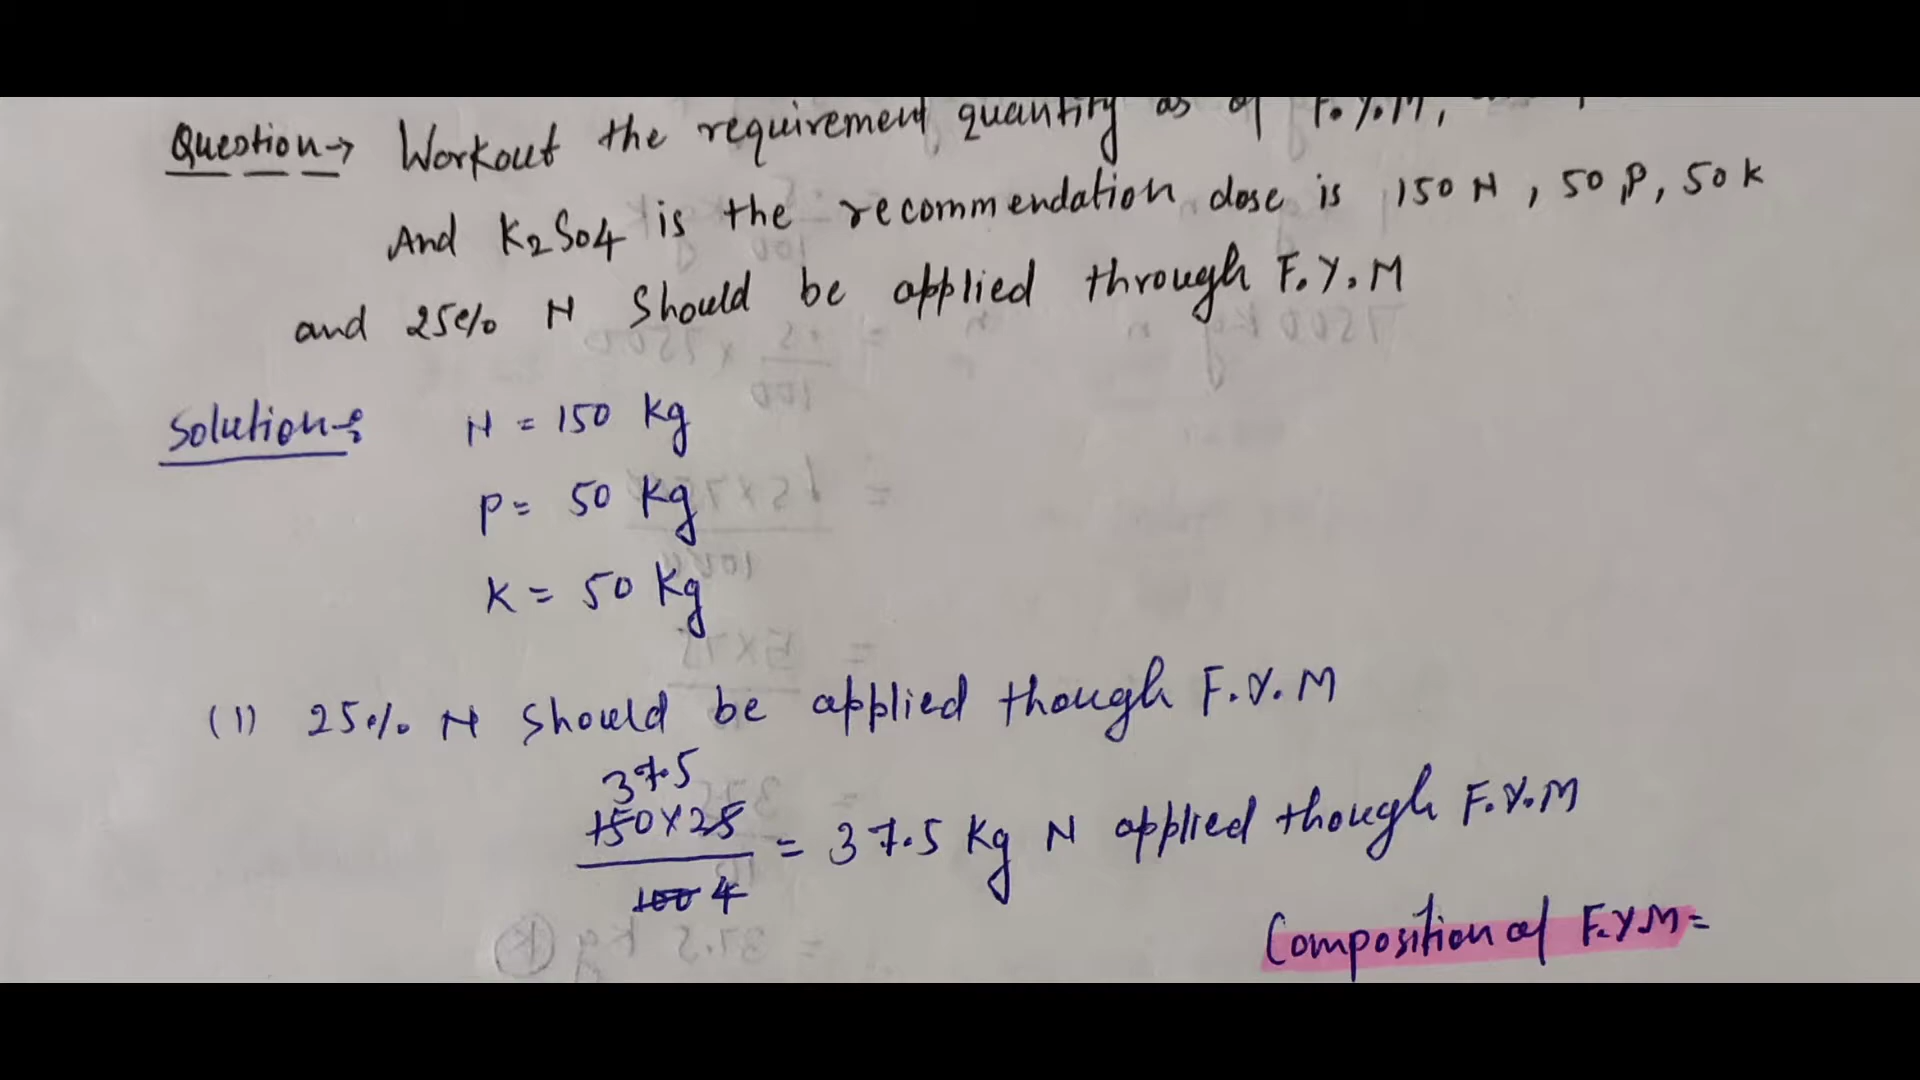 Question→ Workout the requirement quantity as of F.Y.M,
And K2So4 is the recommendation dose is 150 N, 50 P, 50 K
and 25% N Should be applied through F.Y.M
Solution:
N = 150 kg
P = 50 kg
K = 50 kg
(1) 25% N Should be applied though F.Y.M
37.5
150 x 25
100 4
= 37.5 kg N applied though F.Y.M
Composition of F.Y.M =